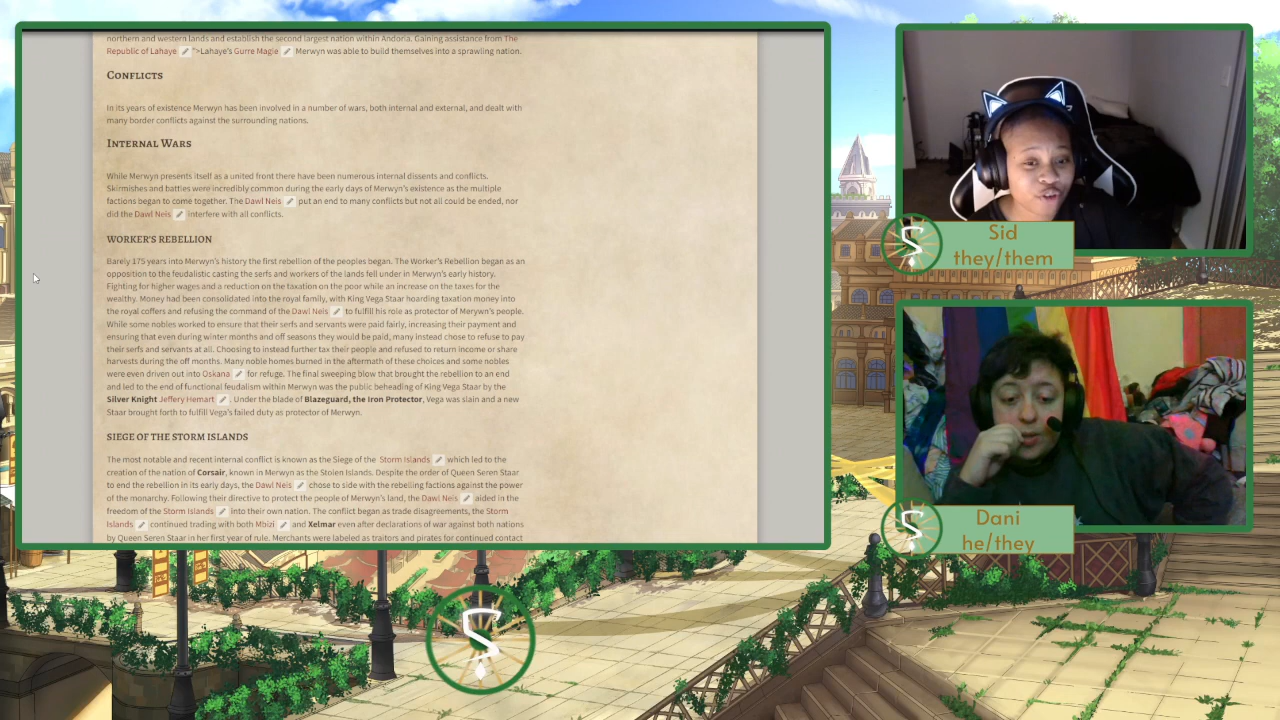 northern and western lands and establish the second largest nation within Andoria. Gaining assistance from The
Republic of Lahaye ">Lahaye's Gurre Magie Merwyn was able to build themselves into a sprawling nation.
Conflicts
In its years of existence Merwyn has been involved in a number of wars, both internal and external, and dealt with
many border conflicts against the surrounding nations.
Internal Wars
While Merwyn presents itself as a united front there have been numerous internal dissents and conflicts.
Skirmishes and battles were incredibly common during the early days of Merwyn's existence as the multiple
factions began to come together. The Dawl Neis put an end to many conflicts but not all could be ended, nor
did the Dawl Neis interfere with all conflicts.
WORKER'S REBELLION
Barely 175 years into Merwyn's history the first rebellion of the peoples began. The Worker's Rebellion began as an
opposition to the feudalistic casting the serfs and workers of the lands fell under in Merwyn's early history.
Fighting for higher wages and a reduction on the taxation on the poor while an increase on the taxes for the
wealthy. Money had been consolidated into the royal family, with King Vega Staar hoarding taxation money into
the royal coffers and refusing the command of the Dawl Neis to fulfill his role as protector of Merywn's people.
While some nobles worked to ensure that their serfs and servants were paid fairly, increasing their payment and
ensuring that even during winter months and off seasons they would be paid, many instead chose to refuse to pay
their serfs and servants at all. Choosing to instead further tax their people and refused to return income or share
harvests during the off months. Many noble homes burned in the aftermath of these choices and some nobles
were even driven out into Oskana for refuge. The final sweeping blow that brought the rebellion to an end
and led to the end of functional feudalism within Merwyn was the public beheading of King Vega Staar by the
Silver Knight Jeffery Hemart . Under the blade of Blazeguard, the Iron Protector, Vega was slain and a new
Staar brought forth to fulfill Vega's failed duty as protector of Merwyn.
SIEGE OF THE STORM ISLANDS
The most notable and recent internal conflict is known as the Siege of the Storm Islands which led to the
creation of the nation of Corsair, known in Merwyn as the Stolen Islands. Despite the order of Queen Seren Staar
to end the rebellion in its early days, the Dawl Neis chose to side with the rebelling factions against the power
of the monarchy. Following their directive to protect the people of Merwyn's land, the Dawl Neis aided in the
freedom of the Storm Islands into their own nation. The conflict began as trade disagreements, the Storm
Islands continued trading with both Mbizi and Xelmar even after declarations of war against both nations
by Queen Seren Staar in her first year of rule. Merchants were labeled as traitors and pirates for continued contact
Sid
they/them
Dani
he/they
S
S
S